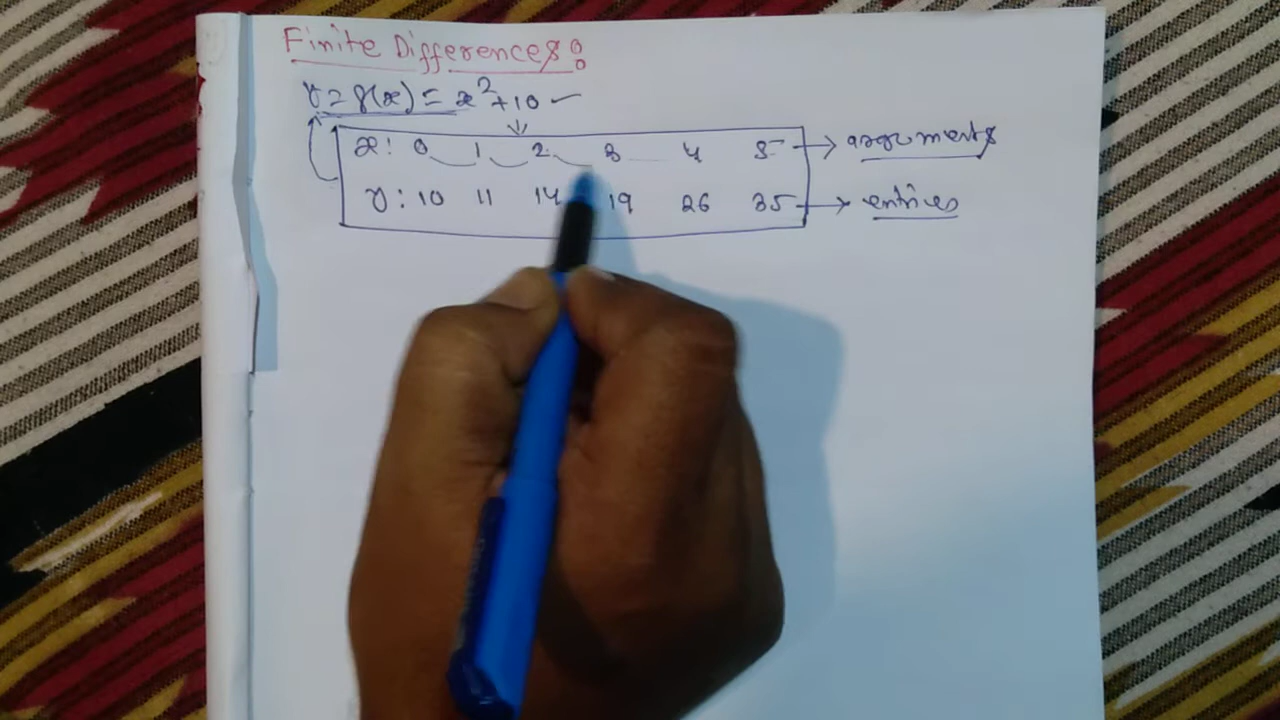 Finite Differences:
y = f(x) = x²+10
x: 0 1 2 3 4 5 → arguments
y: 10 11 14 19 26 35 → entries